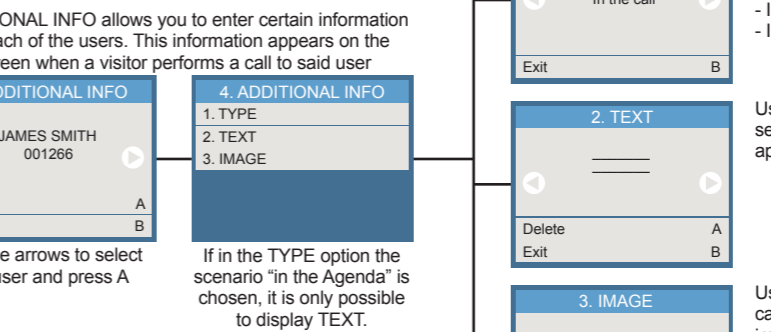 ONAL INFO allows you to enter certain information
ach of the users. This information appears on the
een when a visitor performs a call to said user
DDITIONAL INFO
JAMES SMITH
001266
A
B
e arrows to select
ser and press A
4. ADDITIONAL INFO
1. TYPE
2. TEXT
3. IMAGE
If in the TYPE option the
scenario “in the Agenda” is
chosen, it is only possible
to display TEXT.
In the call
Exit B
2. TEXT
Delete A
Exit B
3. IMAGE
- I
- I
Us
se
ap
Us
ca